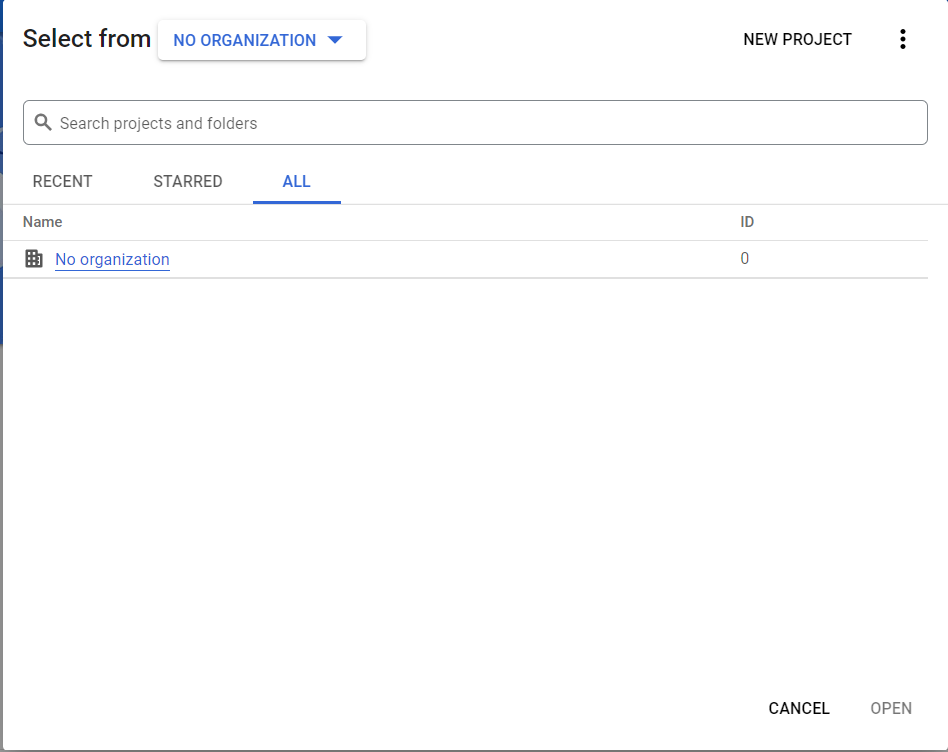 Select from NO ORGANIZATION NEW PROJECT
Search projects and folders
RECENT STARRED ALL
Name ID
No organization 0
CANCEL OPEN